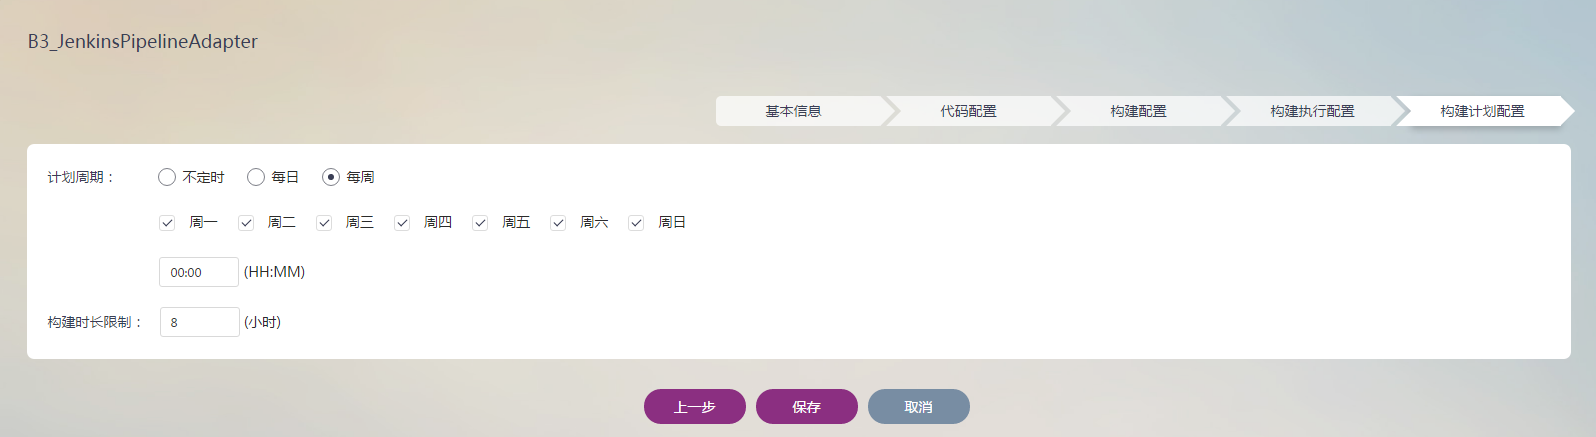 B3_JenkinsPipelineAdapter
基本信息 代码配置 构建配置 构建执行配置 构建计划配置
计划周期： 不定时 每日 每周
周一 周二 周三 周四 周五 周六 周日
00:00 (HH:MM)
构建时长限制： 8 (小时)
上一步 保存 取消